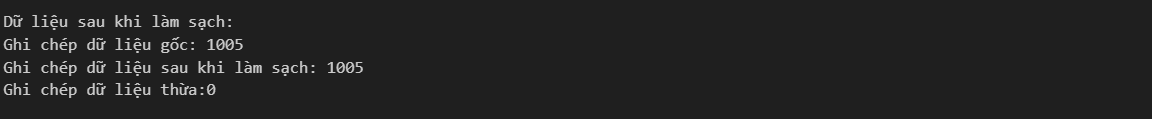 Dữ liệu sau khi làm sạch:
Ghi chép dữ liệu gốc: 1005
Ghi chép dữ liệu sau khi làm sạch: 1005
Ghi chép dữ liệu thừa:0